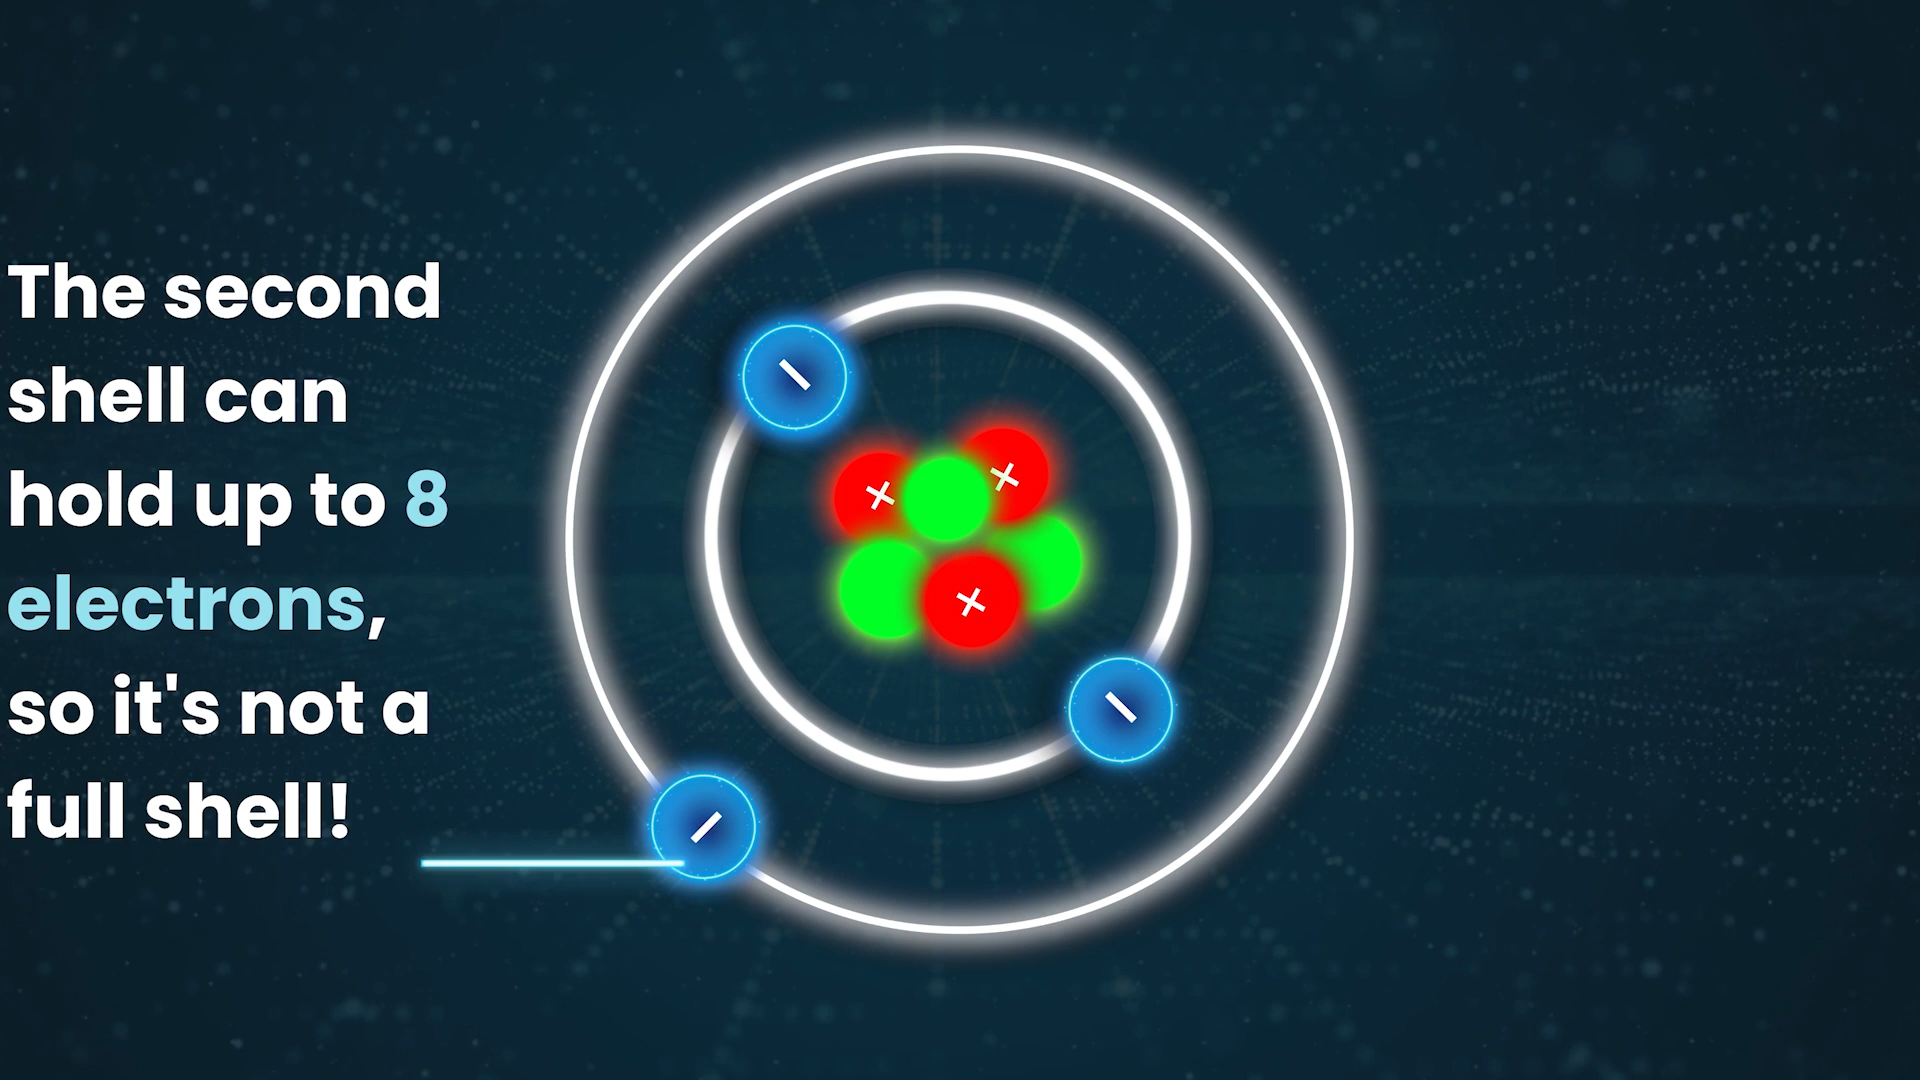 The second
shell can
hold up to 8
electrons,
so it's not a
full shell!